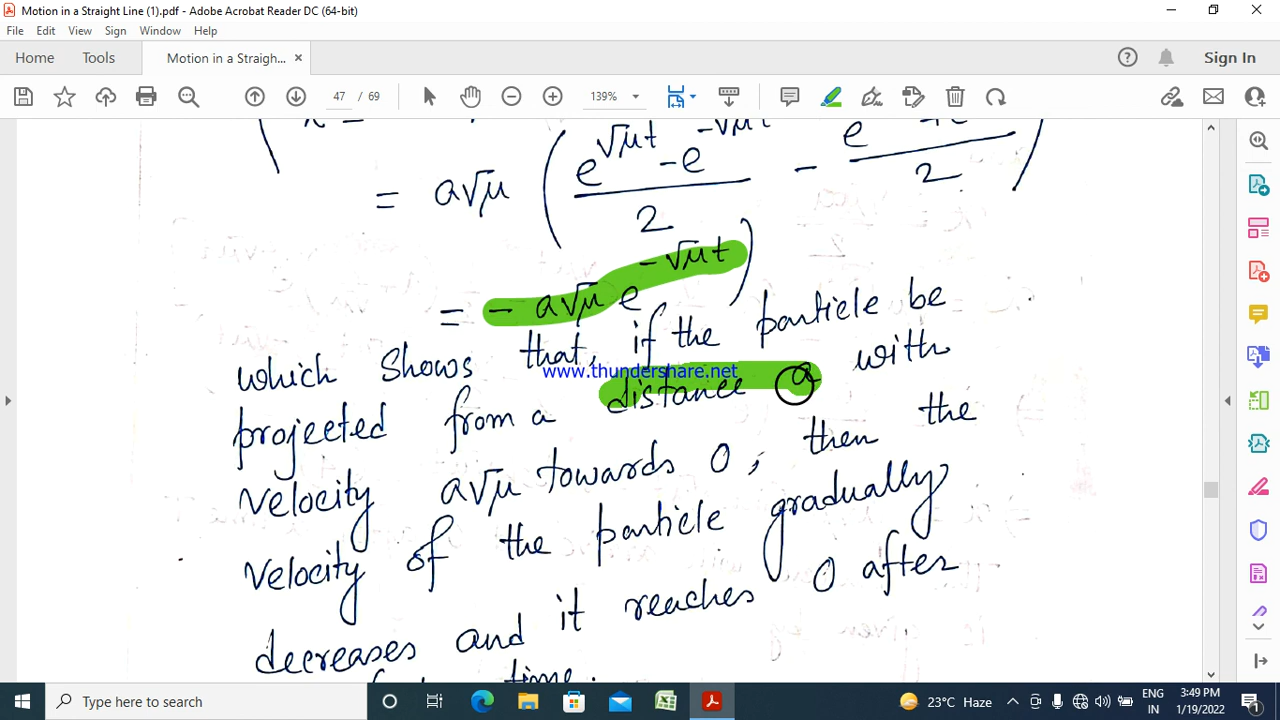 Motion in a Straight Line (1).pdf - Adobe Acrobat Reader DC (64-bit)
File Edit View Sign Window Help
Home Tools Motion in a Straigh... × Sign In
47 / 69 139%
= a√μ ( (e^√μt - e^-√μt)/2 - /2 )
= - a√μ e^-√μt )
which shows that, if the particle be
www.thundershare.net
projected from a distance a with
velocity a√μ towards O, then the
velocity of the particle gradually
decreases and it reaches O after
time.
Type here to search
23°C Haze
ENG
IN
3:49 PM
1/19/2022
1